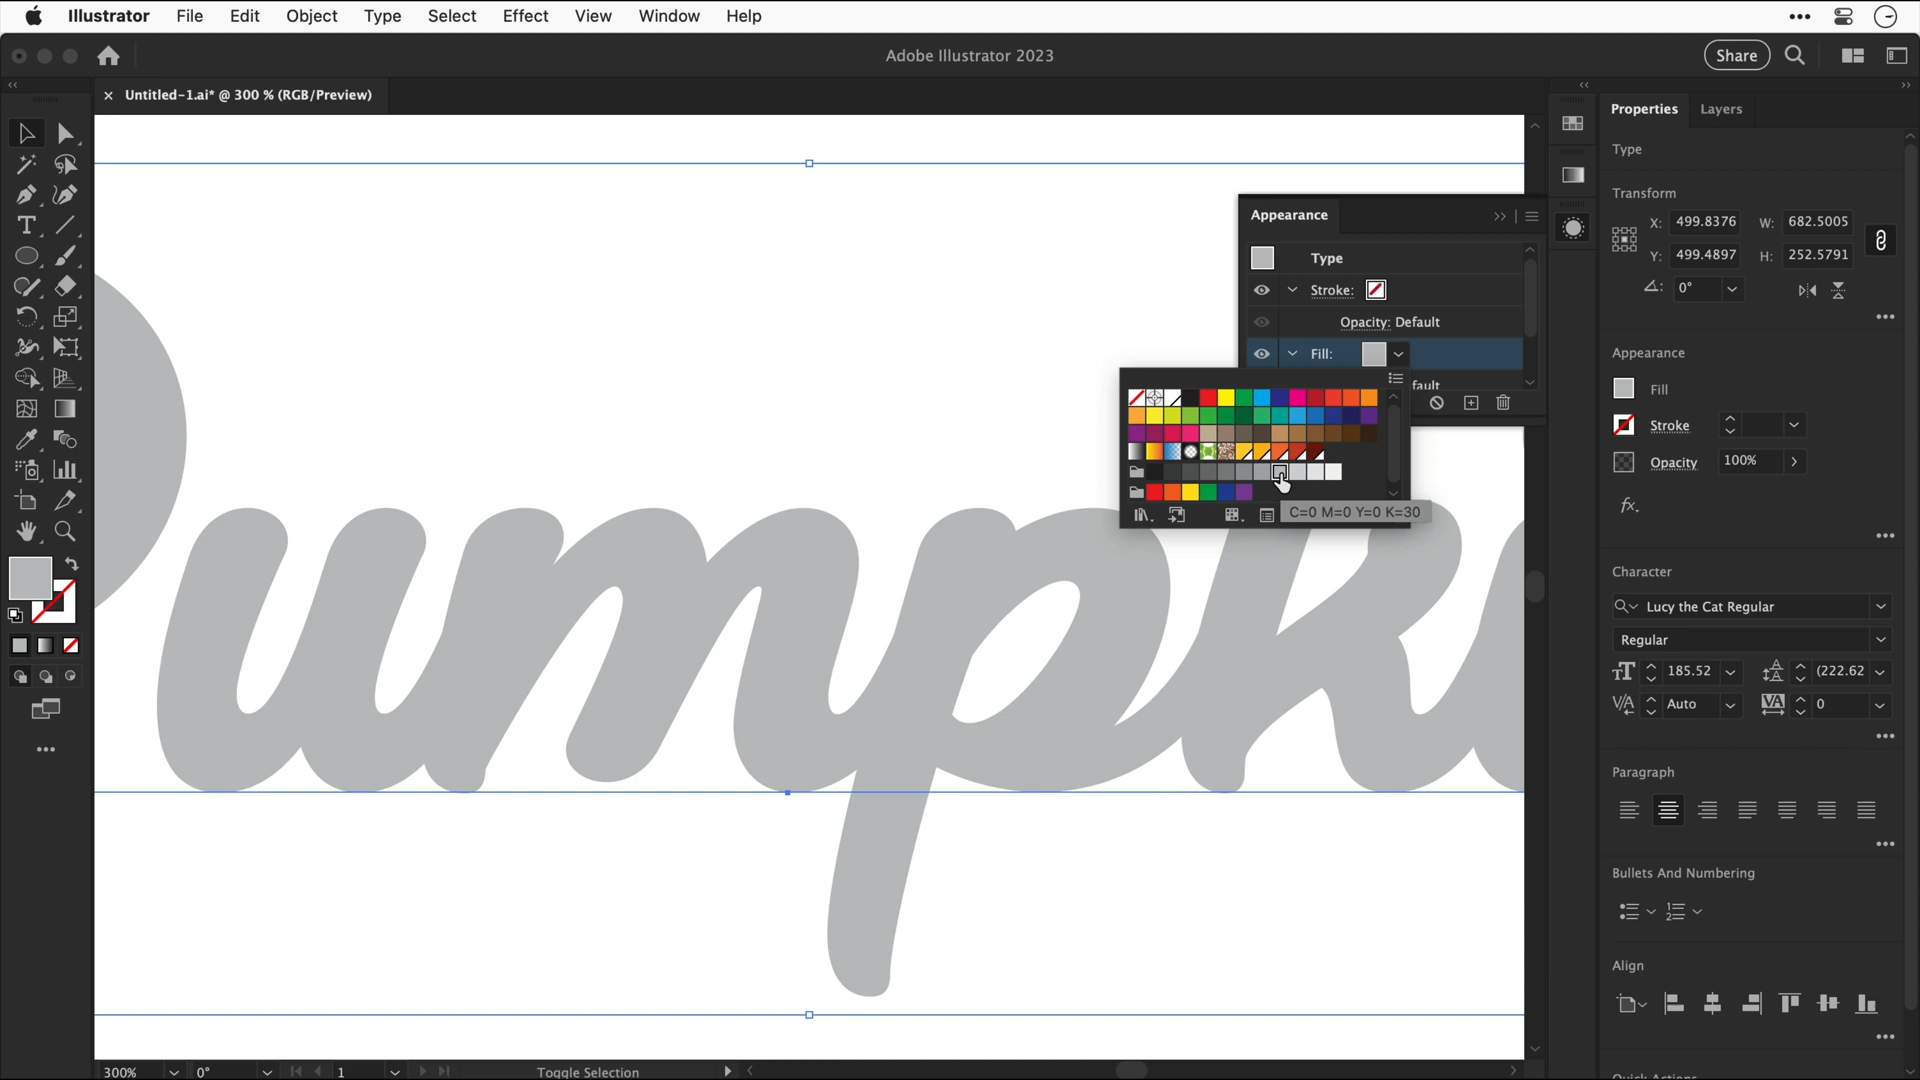 Illustrator File Edit Object Type Select Effect View Window Help
Adobe Illustrator 2023
Share
Untitled-1.ai* @ 300 % (RGB/Preview)
Properties Layers
Type
Transform
X: 499.8376 W: 682.5005
Y: 499.4897 H: 252.5791
0°
Appearance
Type
Stroke:
Opacity: Default
Fill:
fault
C=0 M=0 Y=0 K=30
Appearance
Fill
Stroke
Opacity 100%
fx.
Character
Lucy the Cat Regular
Regular
185.52 (222.62
Auto 0
Paragraph
Bullets And Numbering
Align
Quick Actions
umpk
300% 0° 1 Toggle Selection